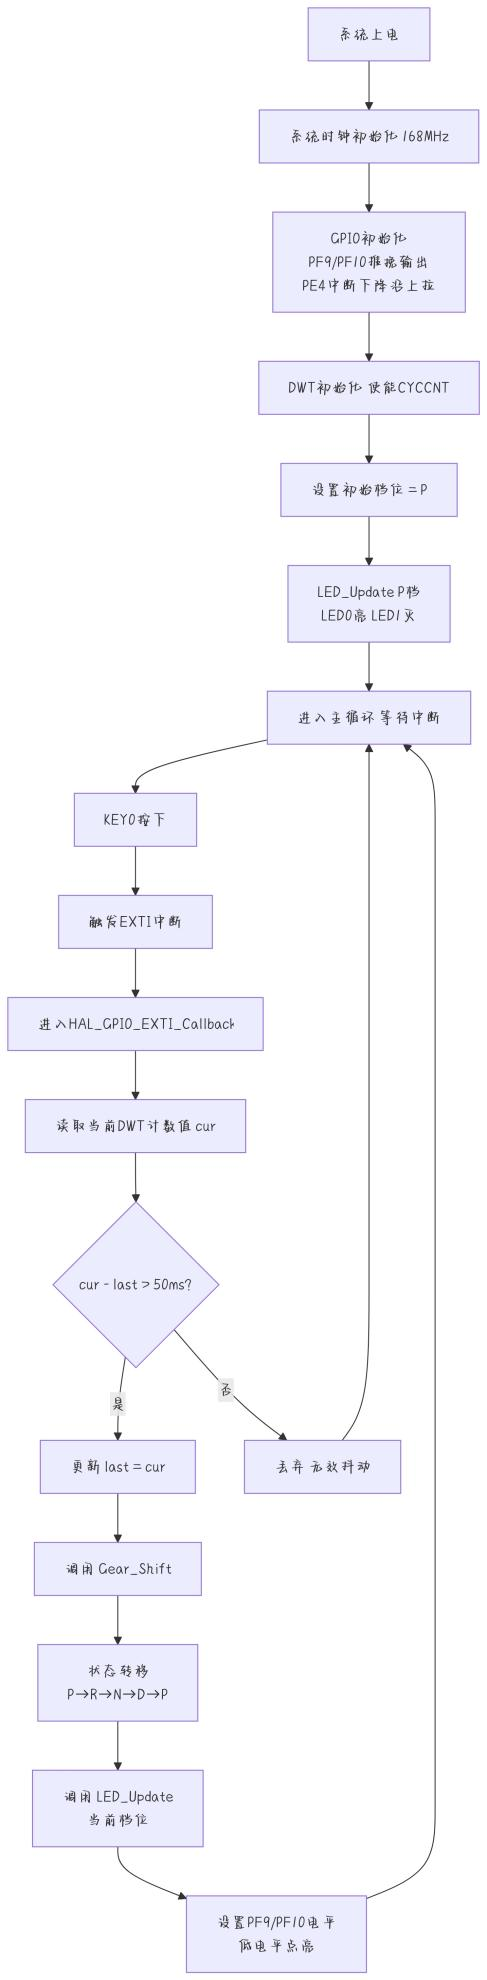 系统上电
系统时钟初始化 168MHz
GPIO初始化
PF9/PF10推挽输出
PE4中断下降沿上拉
DWT初始化 使能CYCCNT
设置初始档位 = P
LED_Update P档
LED0亮 LED1灭
进入主循环 等待中断
KEY0按下
触发EXTI中断
进入HAL_GPIO_EXTI_Callback
读取当前DWT计数值 cur
cur - last > 50ms?
是
否
更新 last = cur
丢弃 无效抖动
调用 Gear_Shift
状态转移
P→R→N→D→P
调用 LED_Update
当前档位
设置PF9/PF10电平
低电平点亮